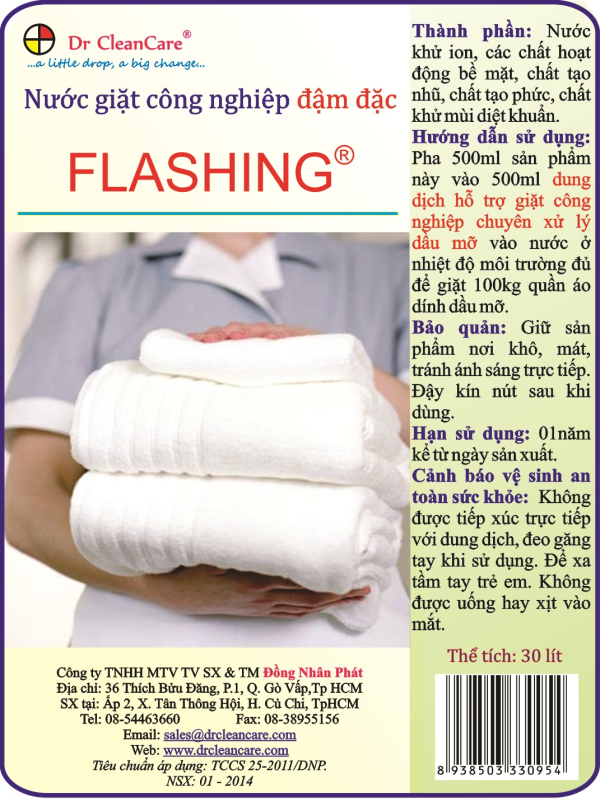 Dr CleanCare®
...a little drop, a big change...
Nước giặt công nghiệp đậm đặc
FLASHING®
Thành phần: Nước
khử ion, các chất hoạt
động bề mặt, chất tạo
nhũ, chất tạo phức, chất
khử mùi diệt khuẩn.
Hướng dẫn sử dụng:
Pha 500ml sản phẩm
này vào 500ml dung
dịch hỗ trợ giặt công
nghiệp chuyên xử lý
dầu mỡ vào nước ở
nhiệt độ môi trường đủ
để giặt 100kg quần áo
dính dầu mỡ.
Bảo quản: Giữ sản
phẩm nơi khô, mát,
tránh ánh sáng trực tiếp.
Đậy kín nút sau khi
dùng.
Hạn sử dụng: 01năm
kể từ ngày sản xuất.
Cảnh báo vệ sinh an
toàn sức khỏe: Không
được tiếp xúc trực tiếp
với dung dịch, đeo găng
tay khi sử dụng. Để xa
tầm tay trẻ em. Không
được uống hay xịt vào
mắt.
Thể tích: 30 lít
8 938503 330954
Công ty TNHH MTV TV SX & TM Đồng Nhân Phát
Địa chỉ: 36 Thích Bửu Đăng, P.1, Q. Gò Vấp,Tp HCM
SX tại: Ấp 2, X. Tân Thông Hội, H. Củ Chi, TpHCM
Tel: 08-54463660 Fax: 08-38955156
Email: sales@drcleancare.com
Web: www.drcleancare.com
Tiêu chuẩn áp dụng: TCCS 25-2011/DNP.
NSX: 01 - 2014